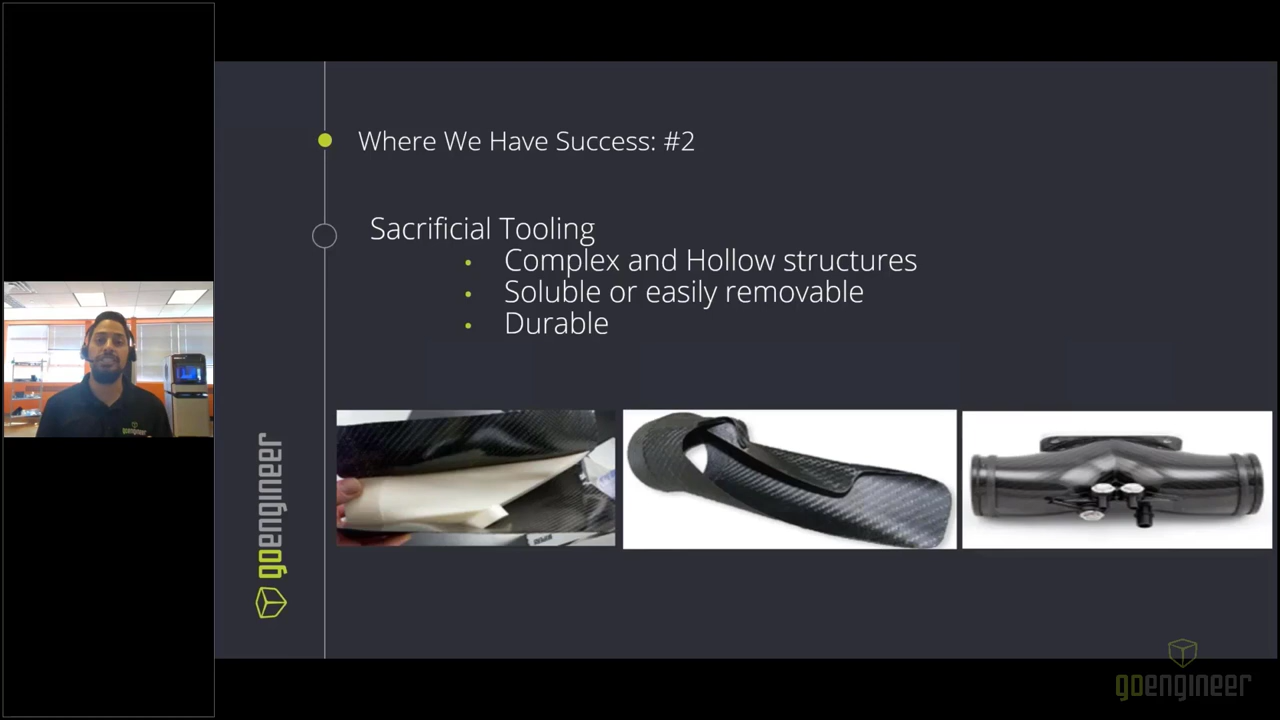 Where We Have Success: #2
Sacrificial Tooling
• Complex and Hollow structures
• Soluble or easily removable
• Durable
goengineer
goengineer